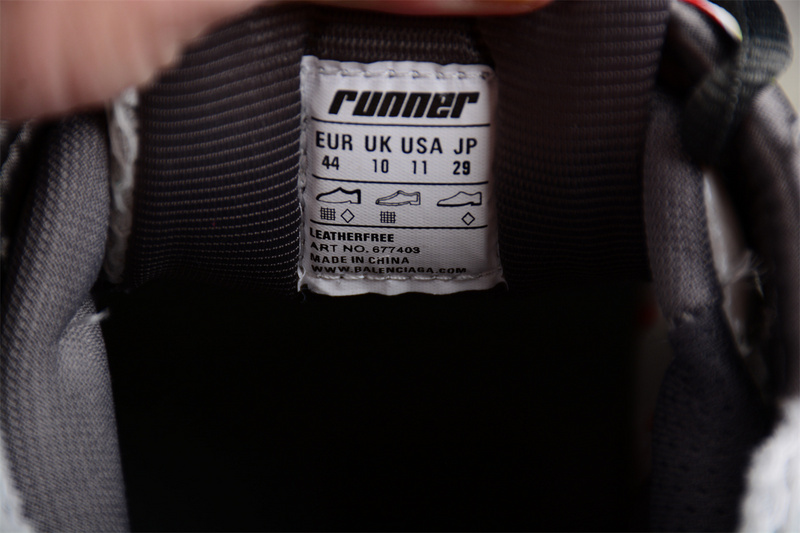 runner
EUR UK USA JP
44 10 11 29
LEATHERFREE
ART NO. 677403
MADE IN CHINA
WWW.BALENCIAGA.COM